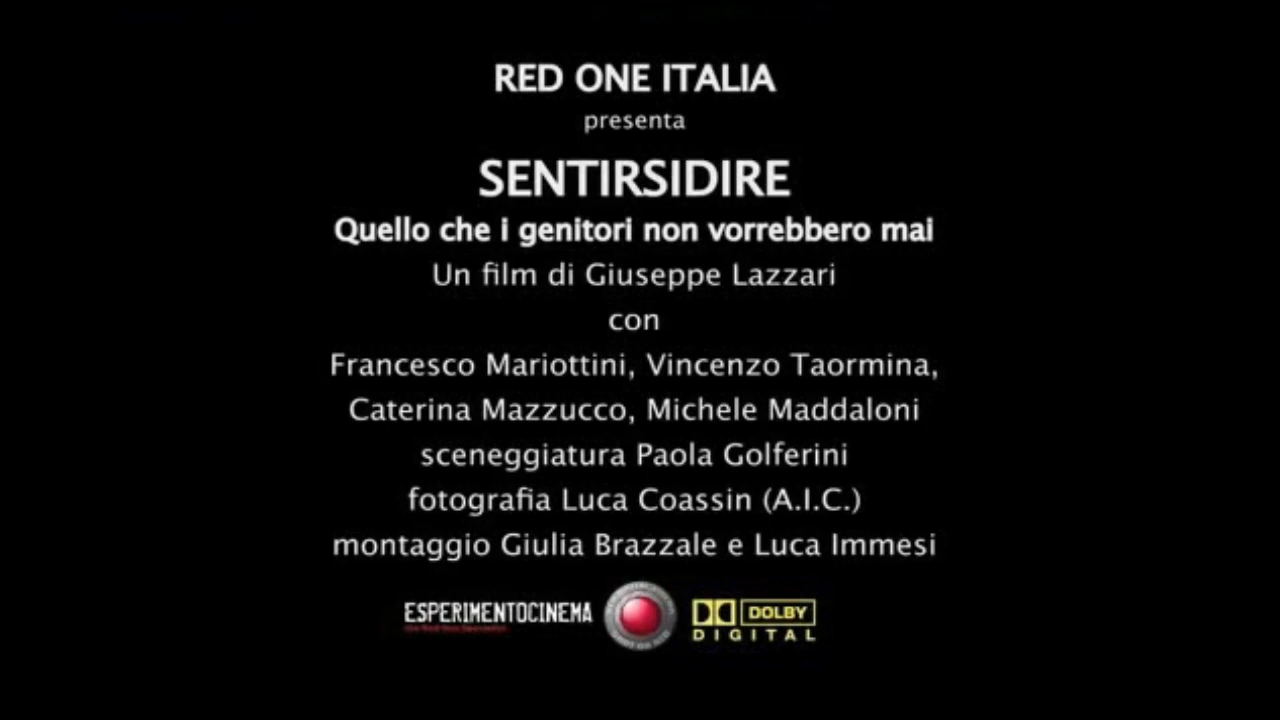 RED ONE ITALIA
presenta
SENTIRSIDIRE
Quello che i genitori non vorrebbero mai
Un film di Giuseppe Lazzari
con
Francesco Mariottini, Vincenzo Taormina,
Caterina Mazzucco, Michele Maddaloni
sceneggiatura Paola Golferini
fotografia Luca Coassin (A.I.C.)
montaggio Giulia Brazzale e Luca Immesi
ESPERIMENTOCINEMA
DOLBY
DIGITAL